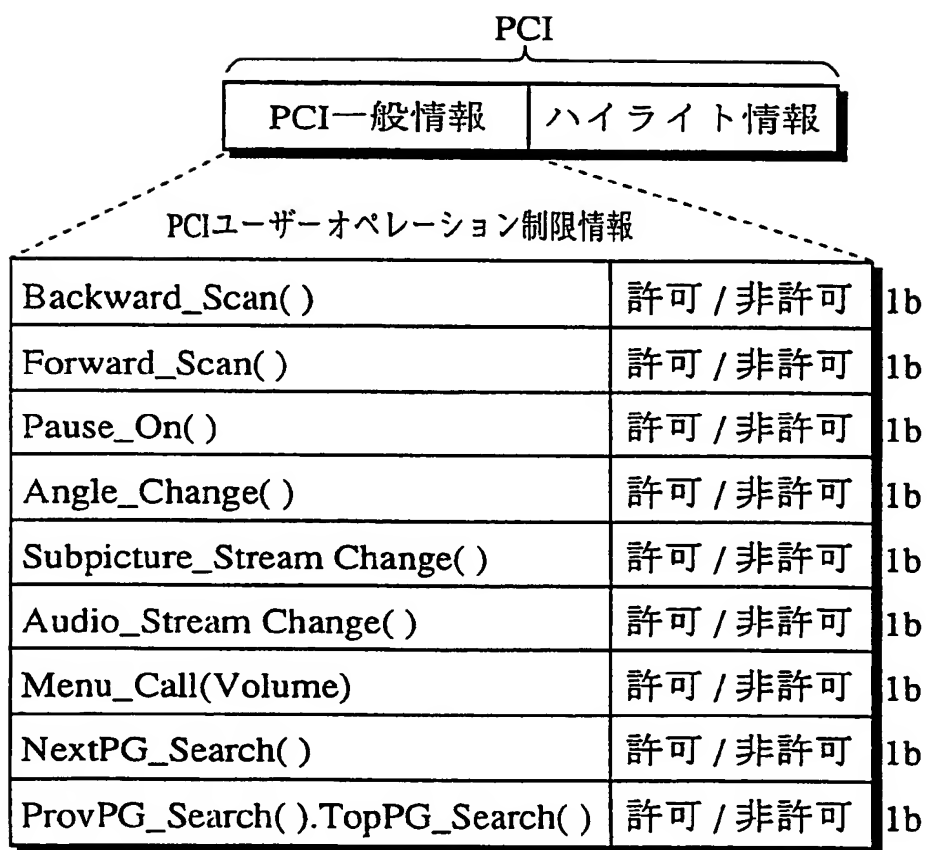 PCI
PCI一般情報 ハイライト情報
PCIユーザーオペレーション制限情報
Backward_Scan( ) 許可 / 非許可 1b
Forward_Scan( ) 許可 / 非許可 1b
Pause_On( ) 許可 / 非許可 1b
Angle_Change( ) 許可 / 非許可 1b
Subpicture_Stream Change( ) 許可 / 非許可 1b
Audio_Stream Change( ) 許可 / 非許可 1b
Menu_Call(Volume) 許可 / 非許可 1b
NextPG_Search( ) 許可 / 非許可 1b
ProvPG_Search( ).TopPG_Search( ) 許可 / 非許可 1b